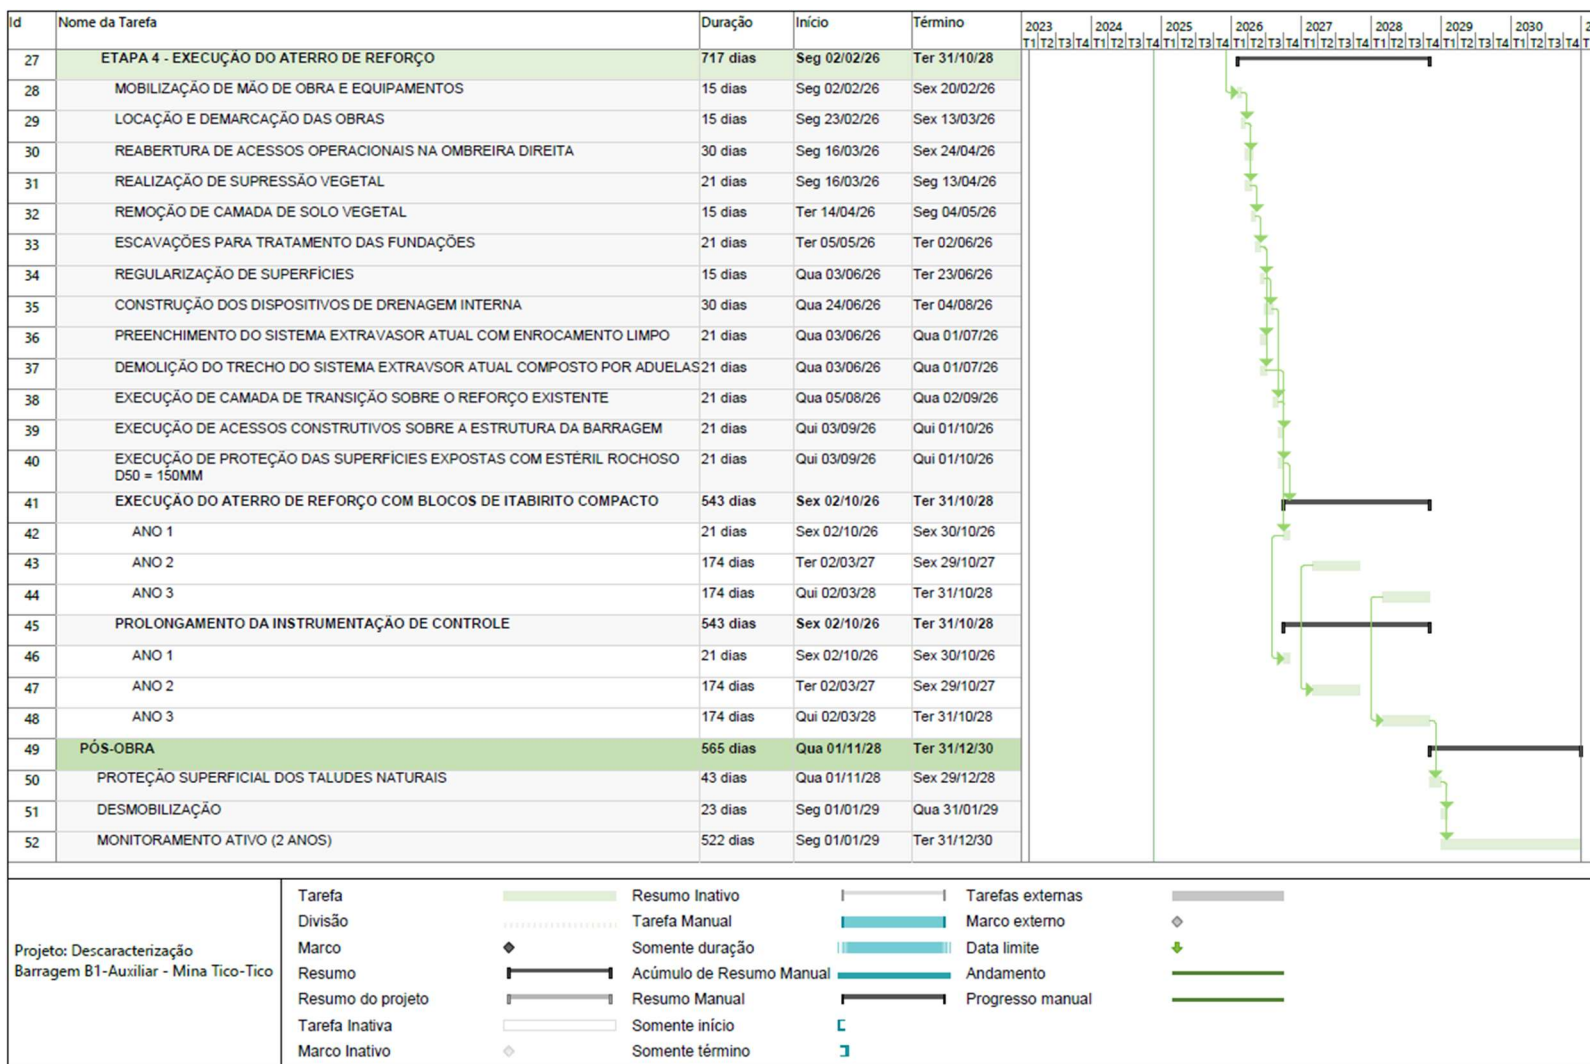 Id Nome da Tarefa Duração Início Término 2023 2024 2025 2026 2027 2028 2029 2030 2
T1 T2 T3 T4 T1 T2 T3 T4 T1 T2 T3 T4 T1 T2 T3 T4 T1 T2 T3 T4 T1 T2 T3 T4 T1 T2 T3 T4 T1 T2 T3 T4 T
27 ETAPA 4 - EXECUÇÃO DO ATERRO DE REFORÇO 717 dias Seg 02/02/26 Ter 31/10/28
28 MOBILIZAÇÃO DE MÃO DE OBRA E EQUIPAMENTOS 15 dias Seg 02/02/26 Sex 20/02/26
29 LOCAÇÃO E DEMARCAÇÃO DAS OBRAS 15 dias Seg 23/02/26 Sex 13/03/26
30 REABERTURA DE ACESSOS OPERACIONAIS NA OMBREIRA DIREITA 30 dias Seg 16/03/26 Sex 24/04/26
31 REALIZAÇÃO DE SUPRESSÃO VEGETAL 21 dias Seg 16/03/26 Seg 13/04/26
32 REMOÇÃO DE CAMADA DE SOLO VEGETAL 15 dias Ter 14/04/26 Seg 04/05/26
33 ESCAVAÇÕES PARA TRATAMENTO DAS FUNDAÇÕES 21 dias Ter 05/05/26 Ter 02/06/26
34 REGULARIZAÇÃO DE SUPERFÍCIES 15 dias Qua 03/06/26 Ter 23/06/26
35 CONSTRUÇÃO DOS DISPOSITIVOS DE DRENAGEM INTERNA 30 dias Qua 24/06/26 Ter 04/08/26
36 PREENCHIMENTO DO SISTEMA EXTRAVASOR ATUAL COM ENROCAMENTO LIMPO 21 dias Qua 03/06/26 Qua 01/07/26
37 DEMOLIÇÃO DO TRECHO DO SISTEMA EXTRAVSOR ATUAL COMPOSTO POR ADUELAS 21 dias Qua 03/06/26 Qua 01/07/26
38 EXECUÇÃO DE CAMADA DE TRANSIÇÃO SOBRE O REFORÇO EXISTENTE 21 dias Qua 05/08/26 Qua 02/09/26
39 EXECUÇÃO DE ACESSOS CONSTRUTIVOS SOBRE A ESTRUTURA DA BARRAGEM 21 dias Qui 03/09/26 Qui 01/10/26
40 EXECUÇÃO DE PROTEÇÃO DAS SUPERFÍCIES EXPOSTAS COM ESTÉRIL ROCHOSO 21 dias Qui 03/09/26 Qui 01/10/26
D50 = 150MM
41 EXECUÇÃO DO ATERRO DE REFORÇO COM BLOCOS DE ITABIRITO COMPACTO 543 dias Sex 02/10/26 Ter 31/10/28
42 ANO 1 21 dias Sex 02/10/26 Sex 30/10/26
43 ANO 2 174 dias Ter 02/03/27 Sex 29/10/27
44 ANO 3 174 dias Qui 02/03/28 Ter 31/10/28
45 PROLONGAMENTO DA INSTRUMENTAÇÃO DE CONTROLE 543 dias Sex 02/10/26 Ter 31/10/28
46 ANO 1 21 dias Sex 02/10/26 Sex 30/10/26
47 ANO 2 174 dias Ter 02/03/27 Sex 29/10/27
48 ANO 3 174 dias Qui 02/03/28 Ter 31/10/28
49 PÓS-OBRA 565 dias Qua 01/11/28 Ter 31/12/30
50 PROTEÇÃO SUPERFICIAL DOS TALUDES NATURAIS 43 dias Qua 01/11/28 Sex 29/12/28
51 DESMOBILIZAÇÃO 23 dias Seg 01/01/29 Qua 31/01/29
52 MONITORAMENTO ATIVO (2 ANOS) 522 dias Seg 01/01/29 Ter 31/12/30
Projeto: Descaracterização
Barragem B1-Auxiliar - Mina Tico-Tico
Tarefa Resumo Inativo Tarefas externas
Divisão Tarefa Manual Marco externo
Marco Somente duração Data limite
Resumo Acúmulo de Resumo Manual Andamento
Resumo do projeto Resumo Manual Progresso manual
Tarefa Inativa Somente início
Marco Inativo Somente término